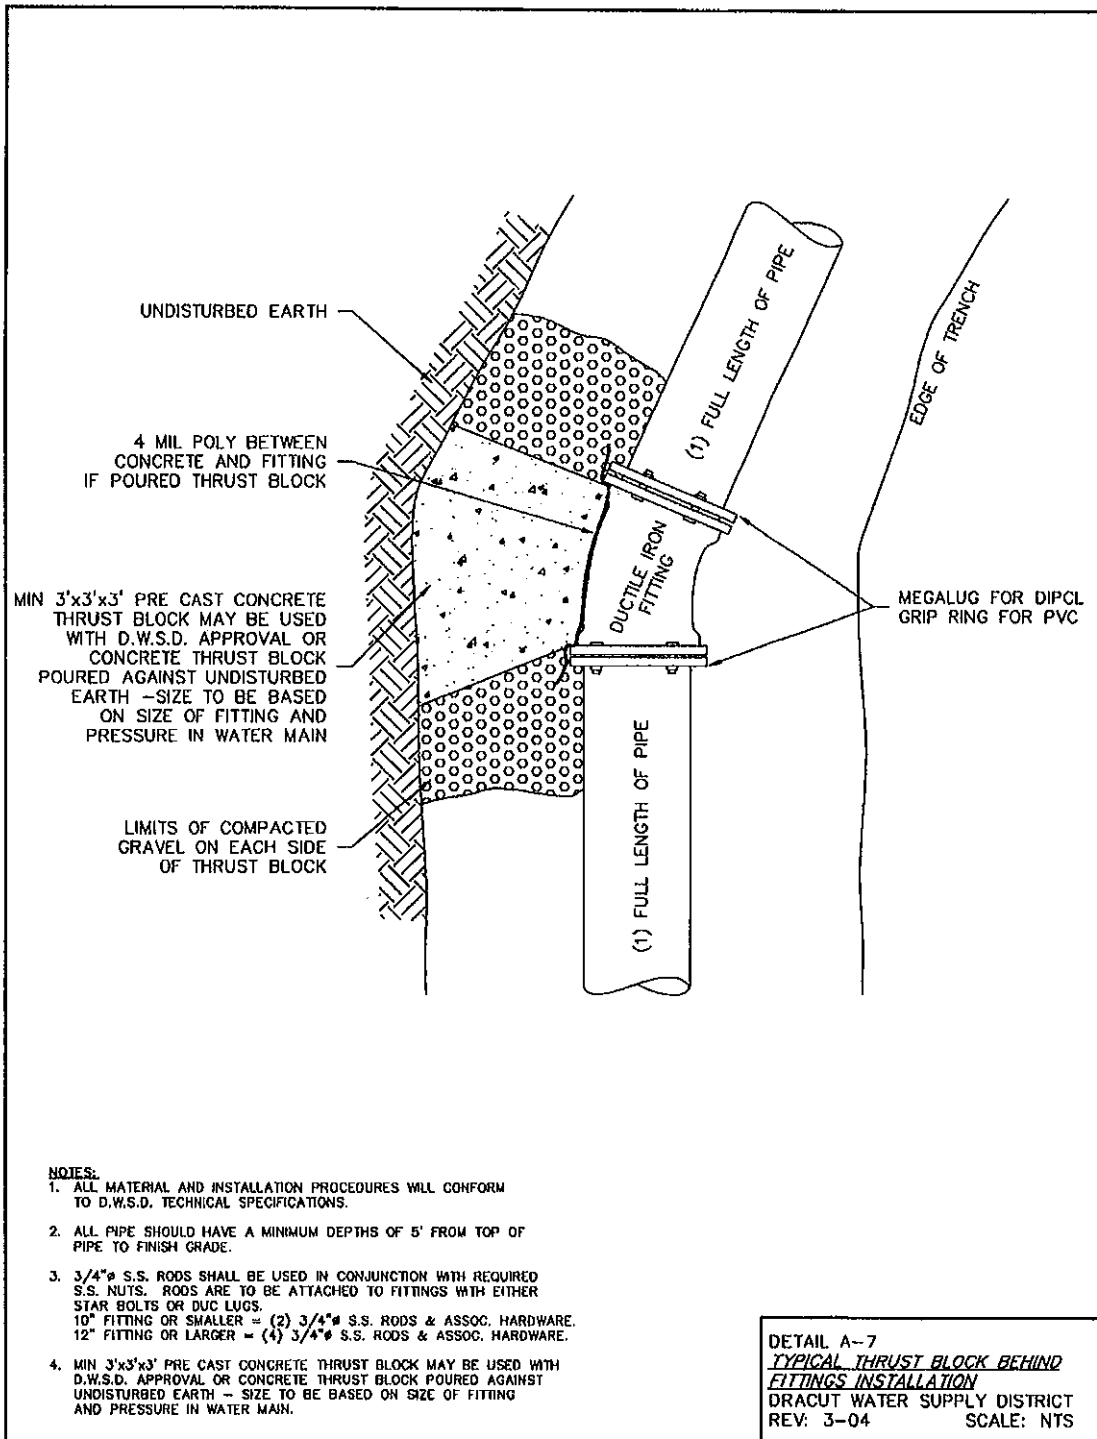 UNDISTURBED EARTH
4 MIL POLY BETWEEN
CONCRETE AND FITTING
IF POURED THRUST BLOCK
MIN 3'x3'x3' PRE CAST CONCRETE
THRUST BLOCK MAY BE USED
WITH D.W.S.D. APPROVAL OR
CONCRETE THRUST BLOCK
POURED AGAINST UNDISTURBED
EARTH -SIZE TO BE BASED
ON SIZE OF FITTING AND
PRESSURE IN WATER MAIN
LIMITS OF COMPACTED
GRAVEL ON EACH SIDE
OF THRUST BLOCK
(1) FULL LENGTH OF PIPE
DUCTILE IRON
FITTING
(1) FULL LENGTH OF PIPE
EDGE OF TRENCH
MEGALUG FOR DIPCL
GRIP RING FOR PVC
NOTES:
1. ALL MATERIAL AND INSTALLATION PROCEDURES WILL CONFORM
TO D.W.S.D. TECHNICAL SPECIFICATIONS.
2. ALL PIPE SHOULD HAVE A MINIMUM DEPTHS OF 5' FROM TOP OF
PIPE TO FINISH GRADE.
3. 3/4"ø S.S. RODS SHALL BE USED IN CONJUNCTION WITH REQUIRED
S.S. NUTS. RODS ARE TO BE ATTACHED TO FITTINGS WITH EITHER
STAR BOLTS OR DUC LUGS.
10" FITTING OR SMALLER = (2) 3/4"ø S.S. RODS & ASSOC. HARDWARE.
12" FITTING OR LARGER = (4) 3/4"ø S.S. RODS & ASSOC. HARDWARE.
4. MIN 3'x3'x3' PRE CAST CONCRETE THRUST BLOCK MAY BE USED WITH
D.W.S.D. APPROVAL OR CONCRETE THRUST BLOCK POURED AGAINST
UNDISTURBED EARTH - SIZE TO BE BASED ON SIZE OF FITTING
AND PRESSURE IN WATER MAIN.
DETAIL A-7
TYPICAL THRUST BLOCK BEHIND
FITTINGS INSTALLATION
DRACUT WATER SUPPLY DISTRICT
REV: 3-04 SCALE: NTS